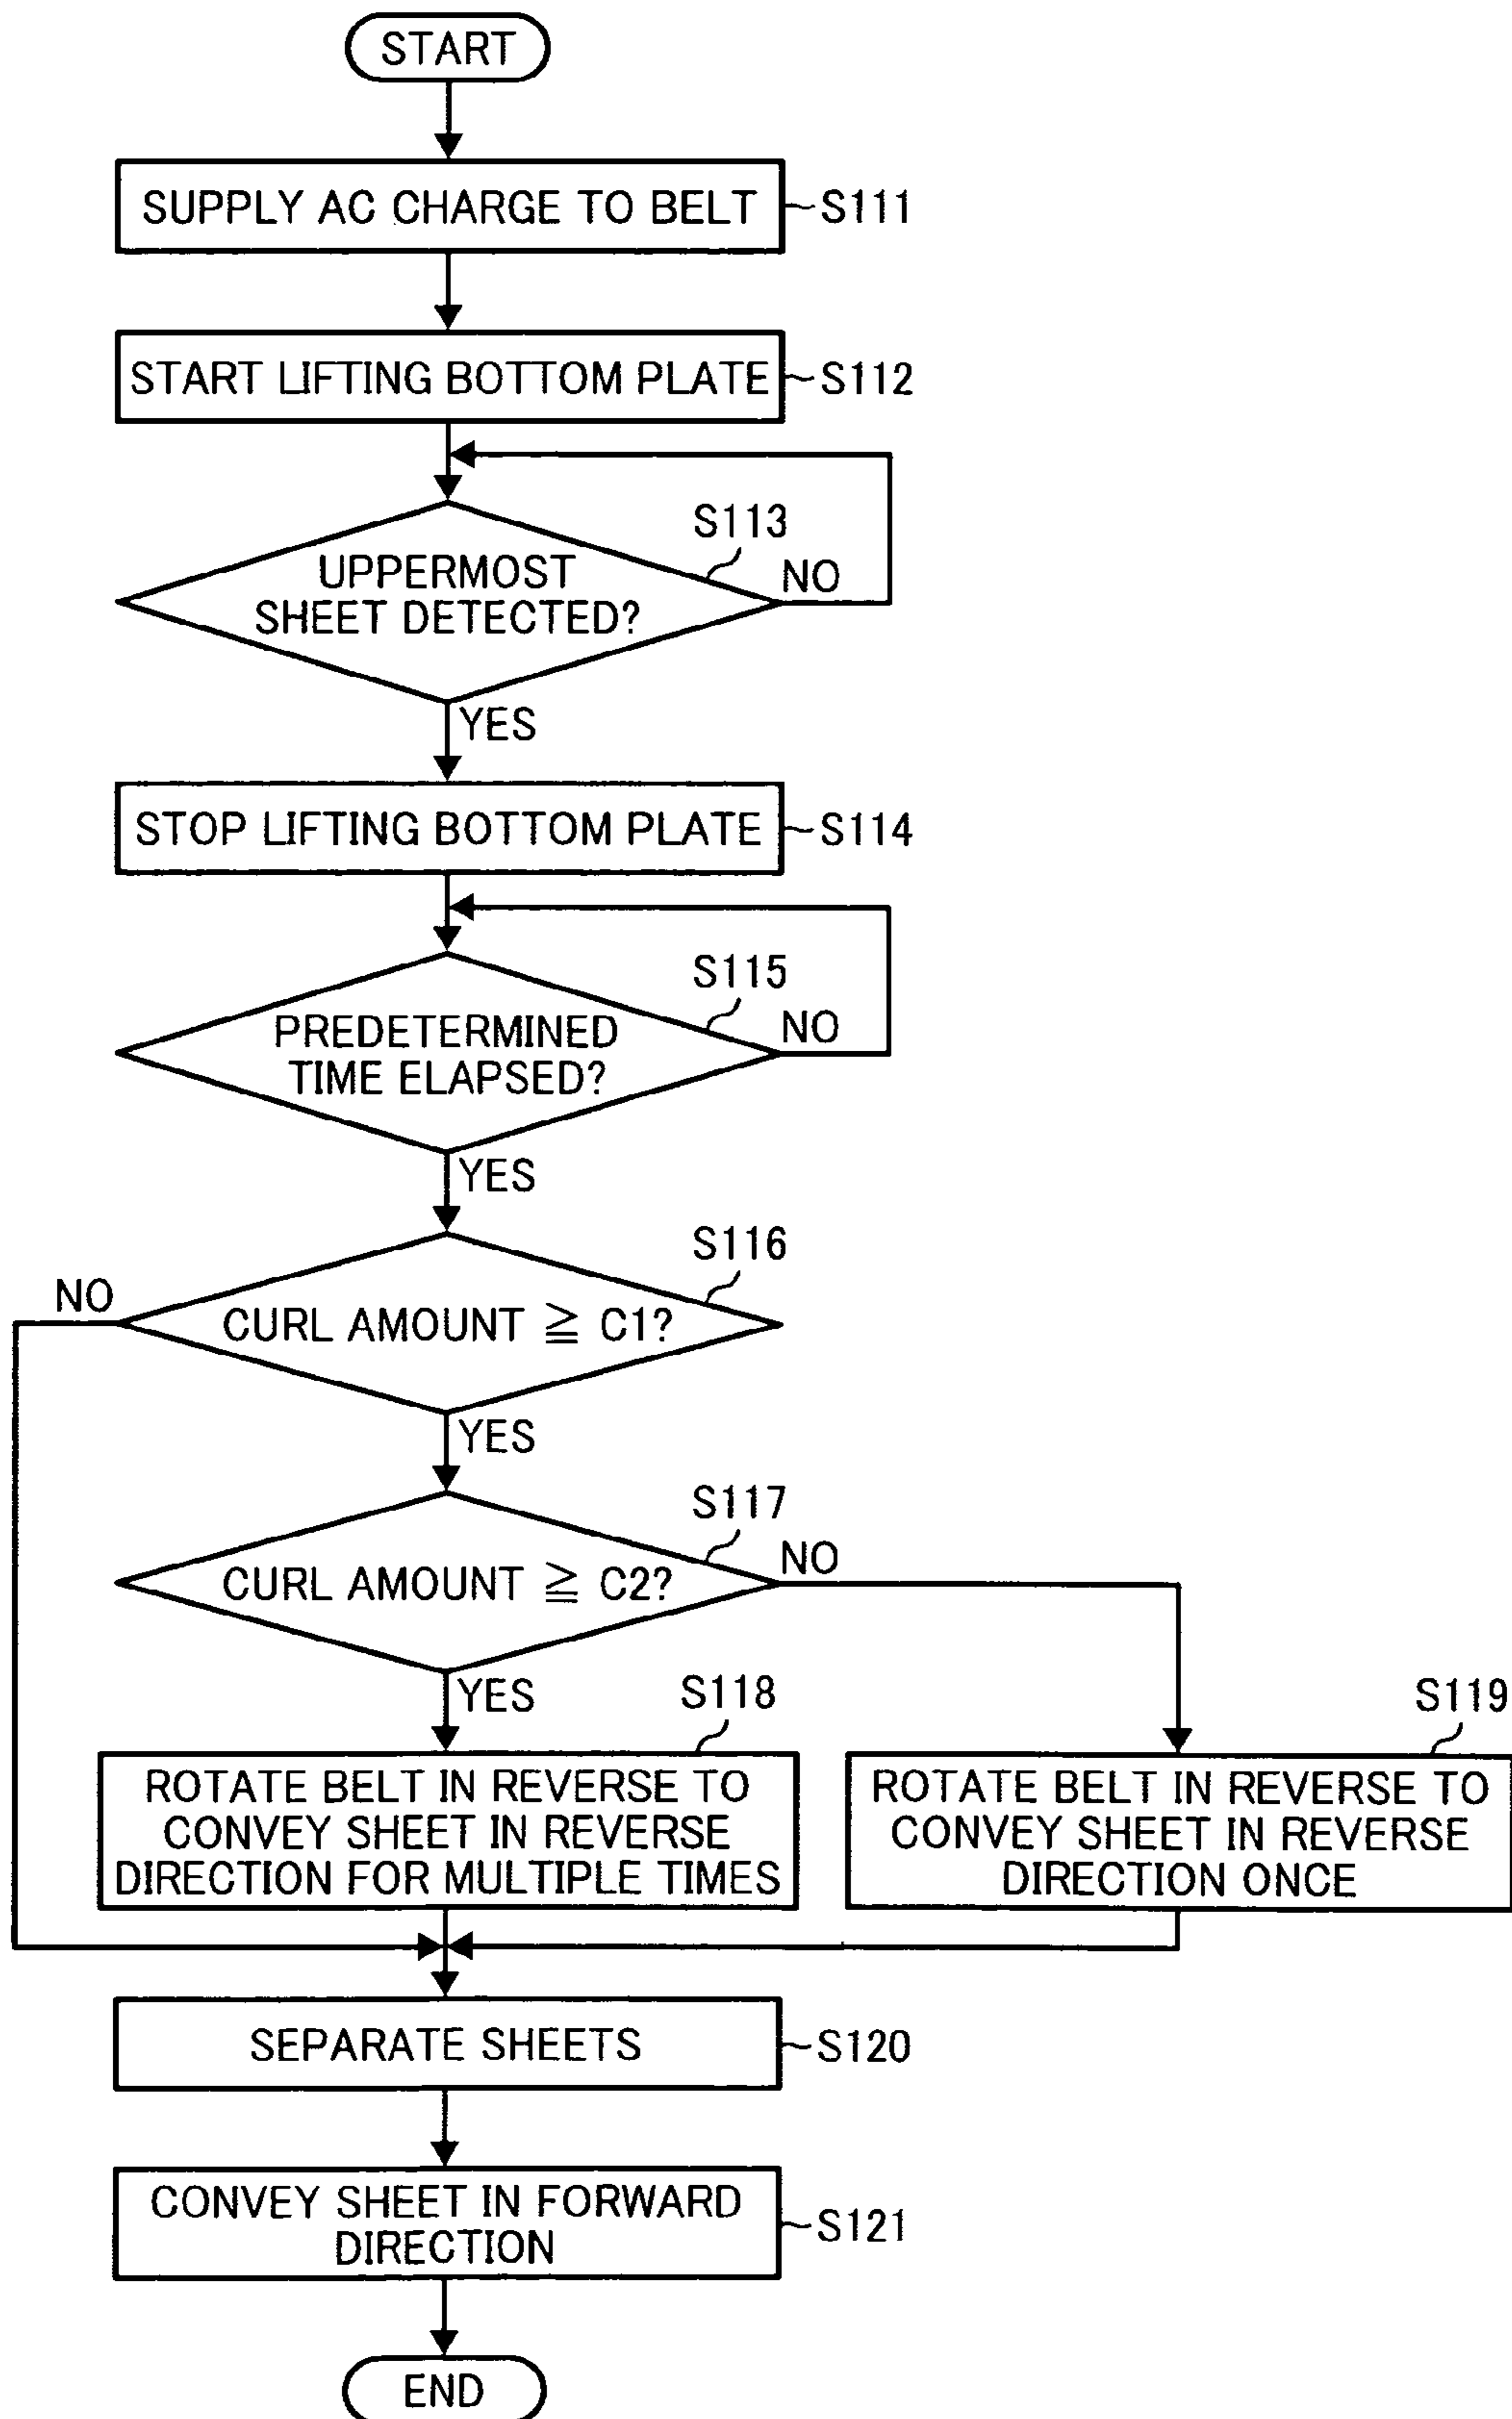 START
SUPPLY AC CHARGE TO BELT
S111
START LIFTING BOTTOM PLATE
S112
S113
UPPERMOST
SHEET DETECTED?
NO
YES
STOP LIFTING BOTTOM PLATE
S114
S115
PREDETERMINED
TIME ELAPSED?
NO
YES
S116
NO
CURL AMOUNT ≧ C1?
YES
S117
CURL AMOUNT ≧ C2?
NO
YES
S118
ROTATE BELT IN REVERSE TO
CONVEY SHEET IN REVERSE
DIRECTION FOR MULTIPLE TIMES
S119
ROTATE BELT IN REVERSE TO
CONVEY SHEET IN REVERSE
DIRECTION ONCE
SEPARATE SHEETS
S120
CONVEY SHEET IN FORWARD
DIRECTION
S121
END